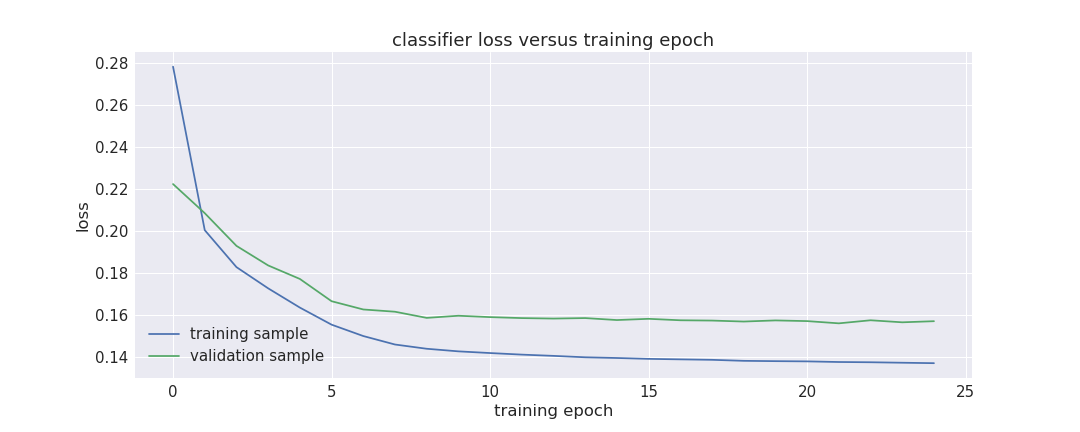 classifier loss versus training epoch
0.28
0.26
0.24
0.22
0.20
0.18
0.16
0.14
loss
training sample
validation sample
0 5 10 15 20 25
training epoch